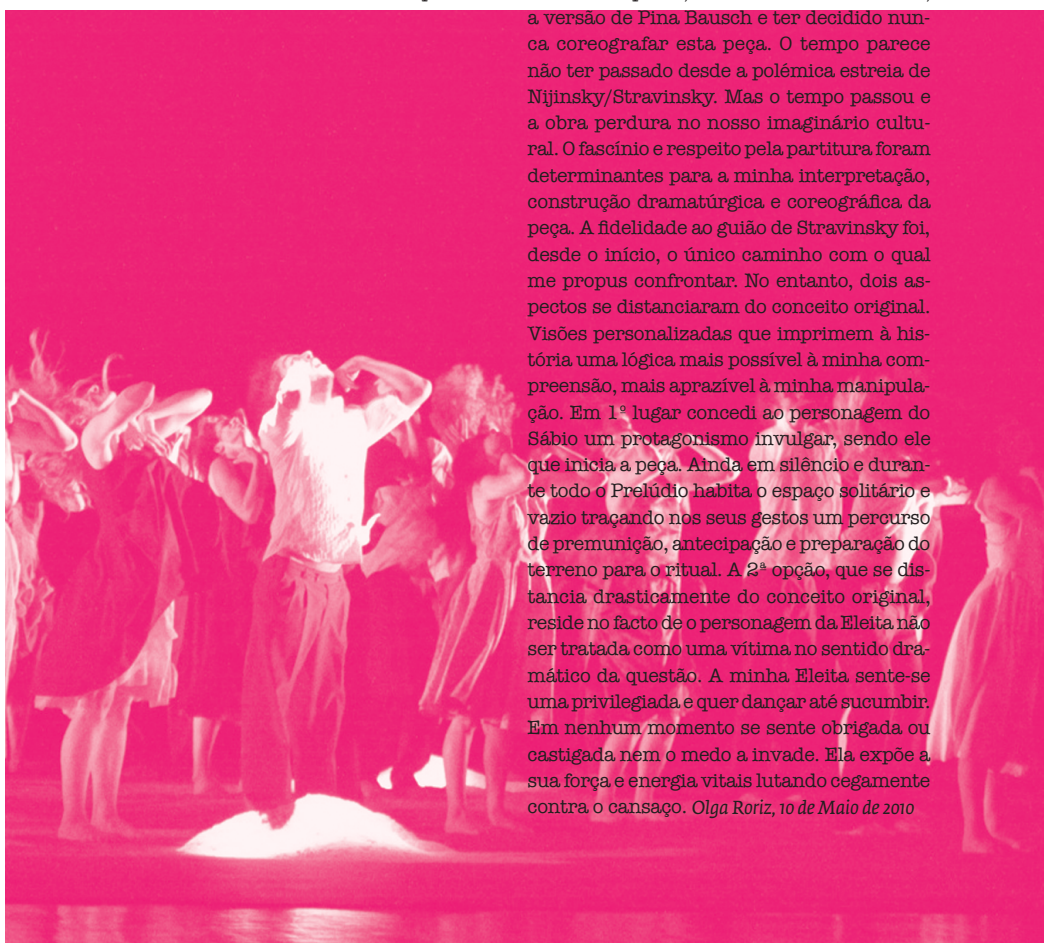 a versão de Pina Bausch e ter decidido nun-
ca coreografar esta peça. O tempo parece
não ter passado desde a polémica estreia de
Nijinsky/Stravinsky. Mas o tempo passou e
a obra perdura no nosso imaginário cultu-
ral. O fascínio e respeito pela partitura foram
determinantes para a minha interpretação,
construção dramatúrgica e coreográfica da
peça. A fidelidade ao guião de Stravinsky foi,
desde o início, o único caminho com o qual
me propus confrontar. No entanto, dois as-
pectos se distanciaram do conceito original.
Visões personalizadas que imprimem à his-
tória uma lógica mais possível à minha com-
preensão, mais aprazível à minha manipula-
ção. Em 1º lugar concedi ao personagem do
Sábio um protagonismo invulgar, sendo ele
que inicia a peça. Ainda em silêncio e duran-
te todo o Prelúdio habita o espaço solitário e
vazio traçando nos seus gestos um percurso
de premunição, antecipação e preparação do
terreno para o ritual. A 2ª opção, que se dis-
tancia drasticamente do conceito original,
reside no facto de o personagem da Eleita não
ser tratada como uma vítima no sentido dra-
mático da questão. A minha Eleita sente-se
uma privilegiada e quer dançar até sucumbir.
Em nenhum momento se sente obrigada ou
castigada nem o medo a invade. Ela expõe a
sua força e energia vitais lutando cegamente
contra o cansaço. Olga Roriz, 10 de Maio de 2010